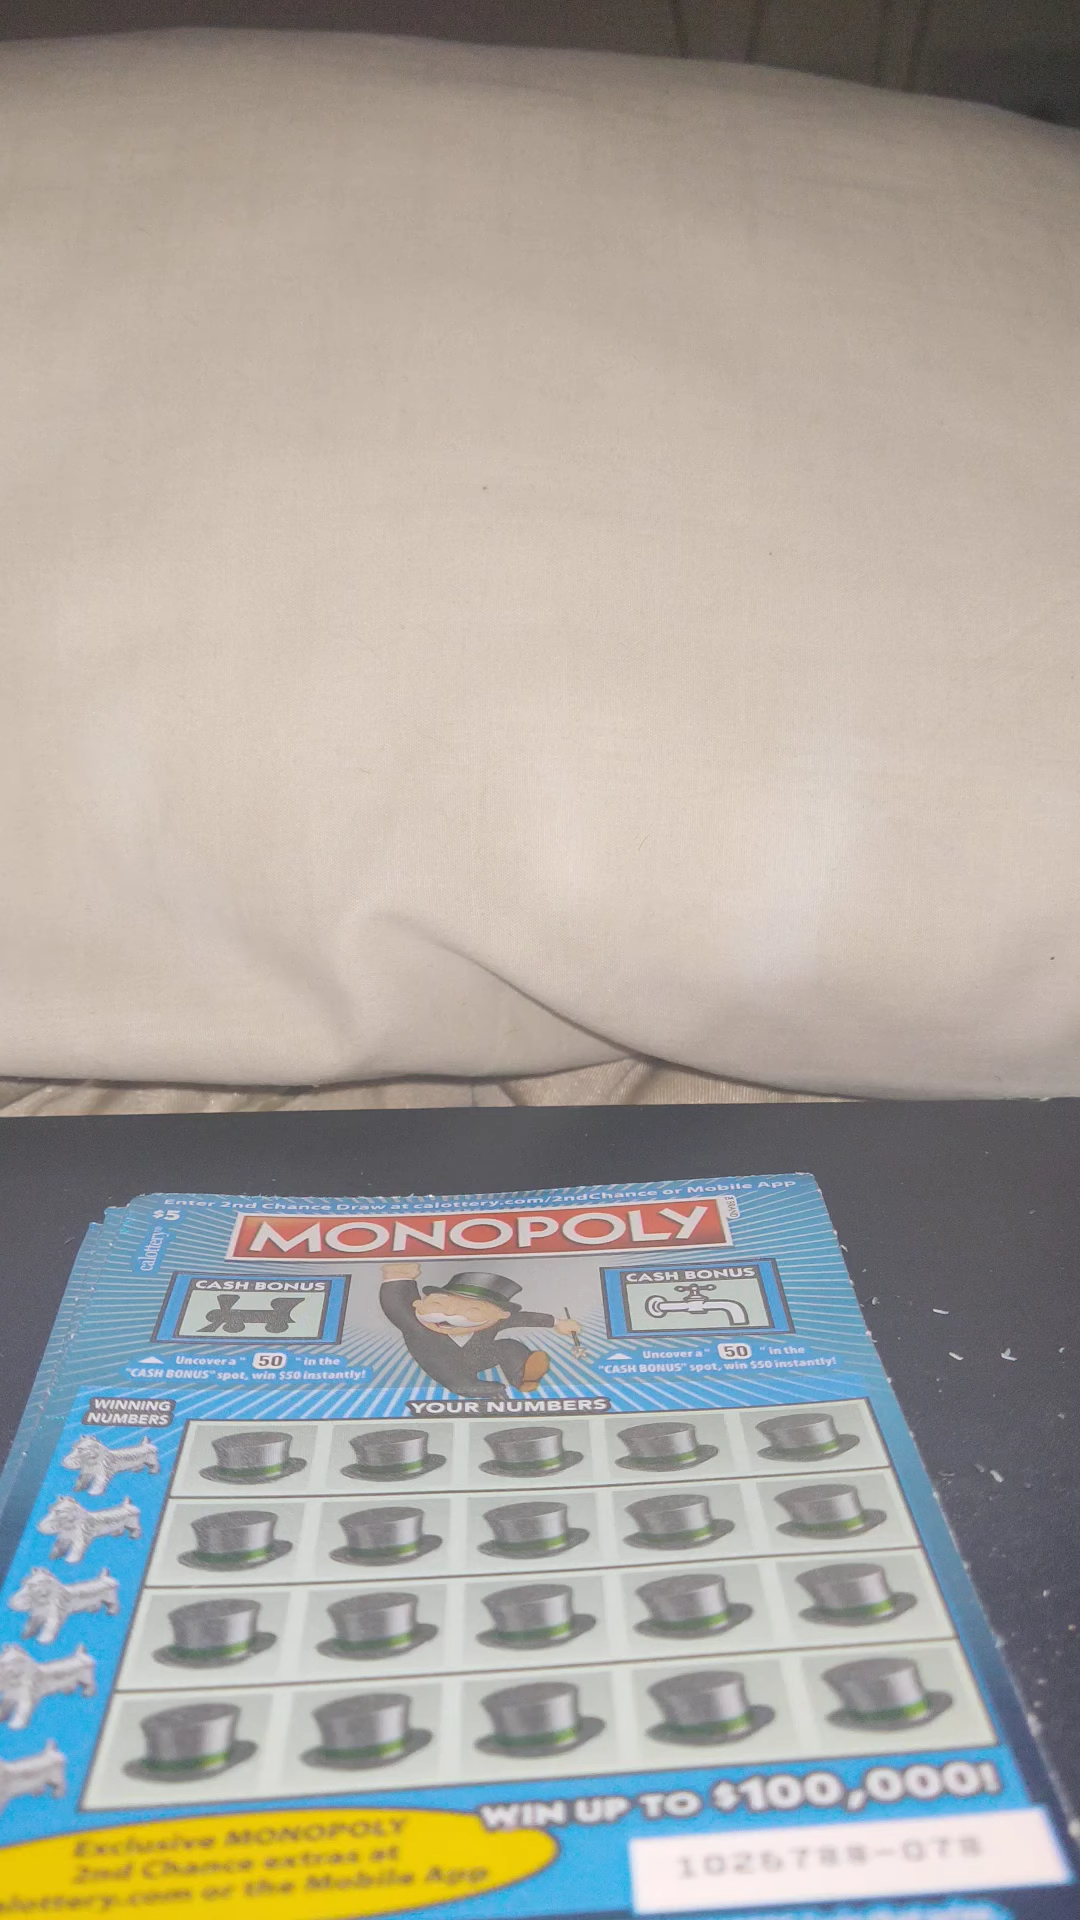 Enter 2nd Chance Draw at calottery.com/2ndChance or Mobile App
$5
calottery
MONOPOLY
CASH BONUS
CASH BONUS
Uncover a "50" in the
"CASH BONUS" spot, win $50 instantly!
Uncover a "50" in the
"CASH BONUS" spot, win $50 instantly!
WINNING
NUMBERS
YOUR NUMBERS
WIN UP TO $100,000!
Exclusive MONOPOLY
2nd Chance extras at
calottery.com or the Mobile App
1026788-078